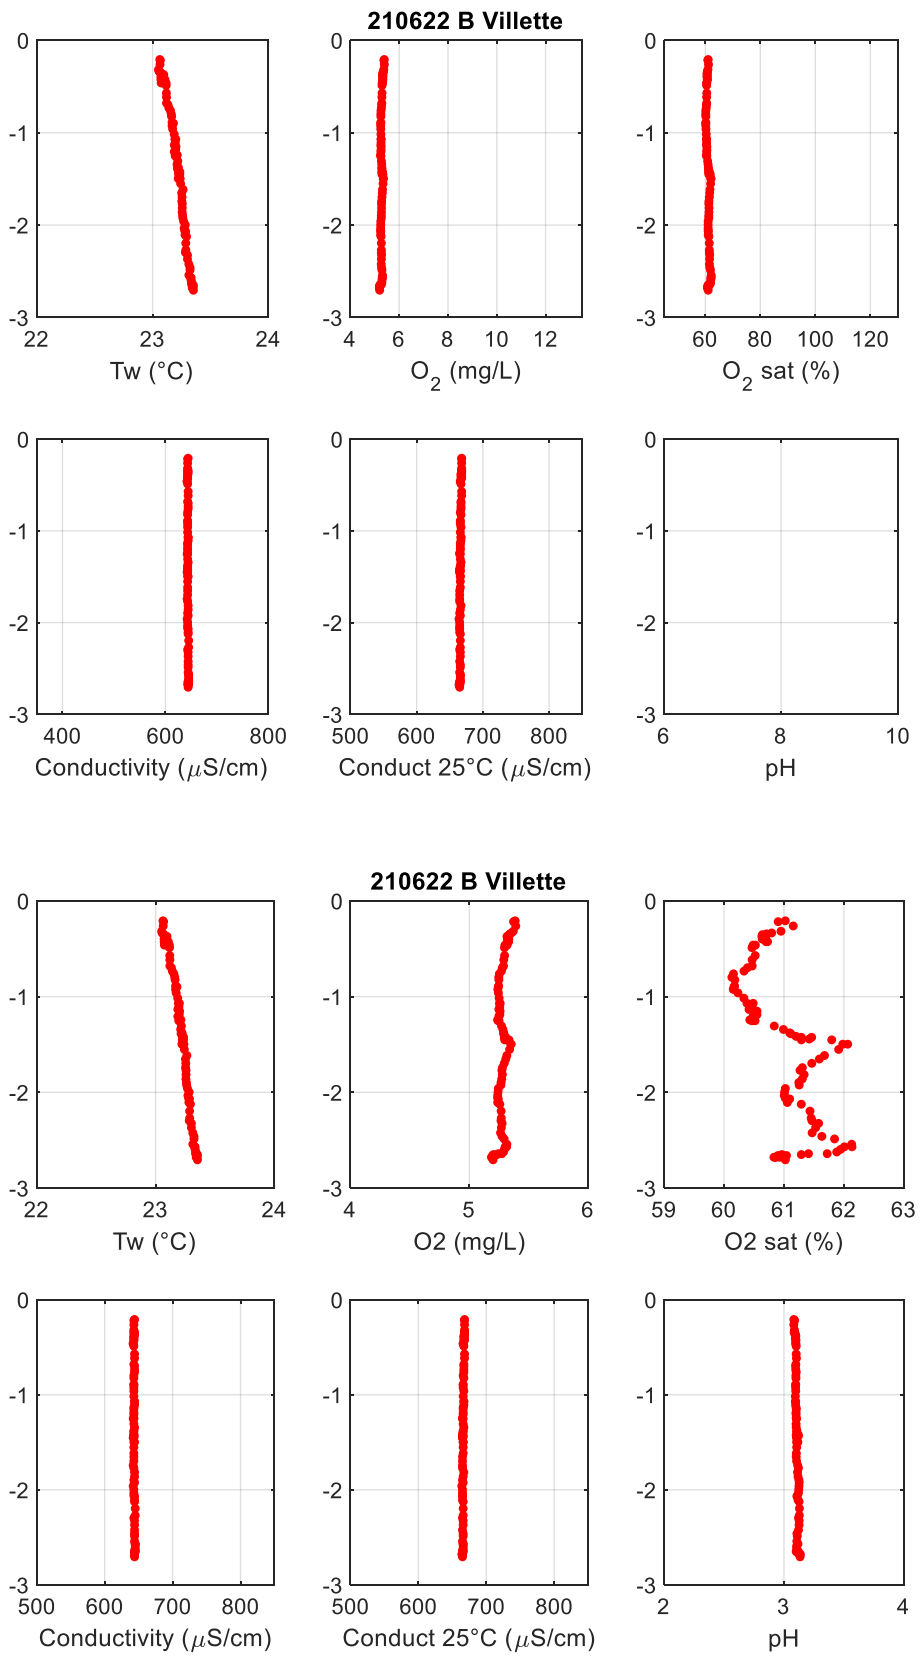 210622 B Villette
0
-1
-2
-3
22 23 24
Tw (°C)
0
-1
-2
-3
4 6 8 10 12
O2 (mg/L)
0
-1
-2
-3
60 80 100 120
O2 sat (%)
0
-1
-2
-3
400 600 800
Conductivity (μS/cm)
0
-1
-2
-3
500 600 700 800
Conduct 25°C (μS/cm)
0
-1
-2
-3
6 8 10
pH
210622 B Villette
0
-1
-2
-3
22 23 24
Tw (°C)
0
-1
-2
-3
4 5 6
O2 (mg/L)
0
-1
-2
-3
59 60 61 62 63
O2 sat (%)
0
-1
-2
-3
500 600 700 800
Conductivity (μS/cm)
0
-1
-2
-3
500 600 700 800
Conduct 25°C (μS/cm)
0
-1
-2
-3
2 3 4
pH